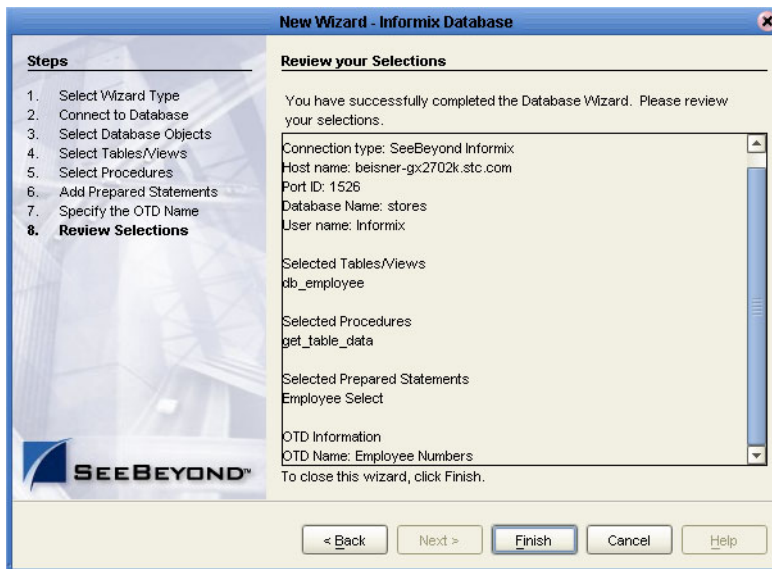 New Wizard - Informix Database
Steps
1. Select Wizard Type
2. Connect to Database
3. Select Database Objects
4. Select Tables/Views
5. Select Procedures
6. Add Prepared Statements
7. Specify the OTD Name
8. Review Selections
SEEBEYOND™
Review your Selections
You have successfully completed the Database Wizard. Please review
your selections.
Connection type: SeeBeyond Informix
Host name: beisner-gx2702k.stc.com
Port ID: 1526
Database Name: stores
User name: Informix
Selected Tables/Views
db_employee
Selected Procedures
get_table_data
Selected Prepared Statements
Employee Select
OTD Information
OTD Name: Employee Numbers
To close this wizard, click Finish.
< Back
Next >
Finish
Cancel
Help